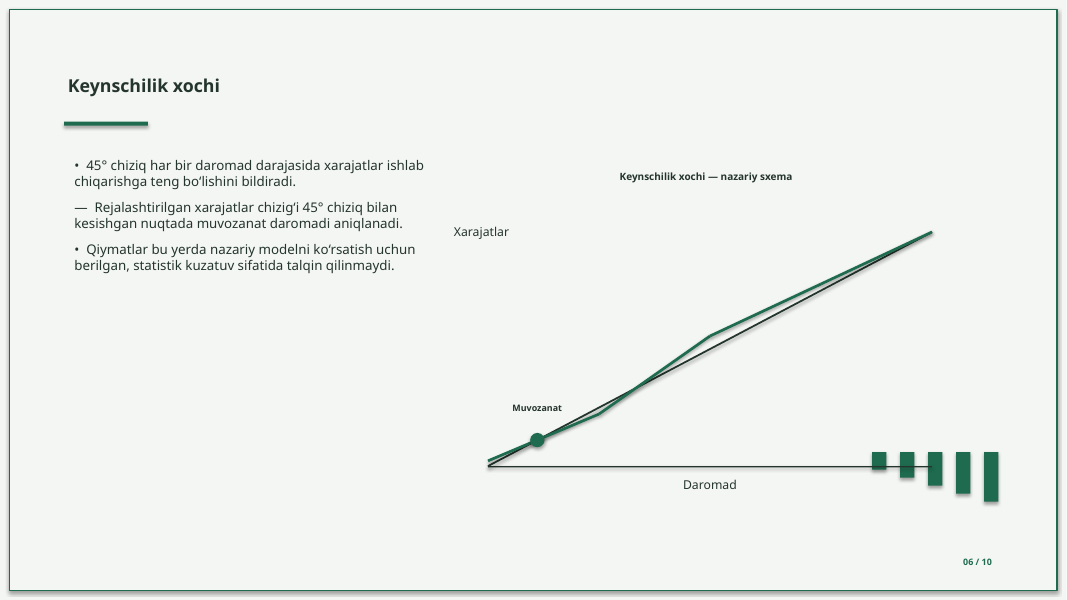 Keynschilik xochi
• 45° chiziq har bir daromad darajasida xarajatlar ishlab
chiqarishga teng bo‘lishini bildiradi.
— Rejalashtirilgan xarajatlar chizig‘i 45° chiziq bilan
kesishgan nuqtada muvozanat daromadi aniqlanadi.
• Qiymatlar bu yerda nazariy modelni ko‘rsatish uchun
berilgan, statistik kuzatuv sifatida talqin qilinmaydi.
Keynschilik xochi — nazariy sxema
Xarajatlar
Muvozanat
Daromad
06 / 10